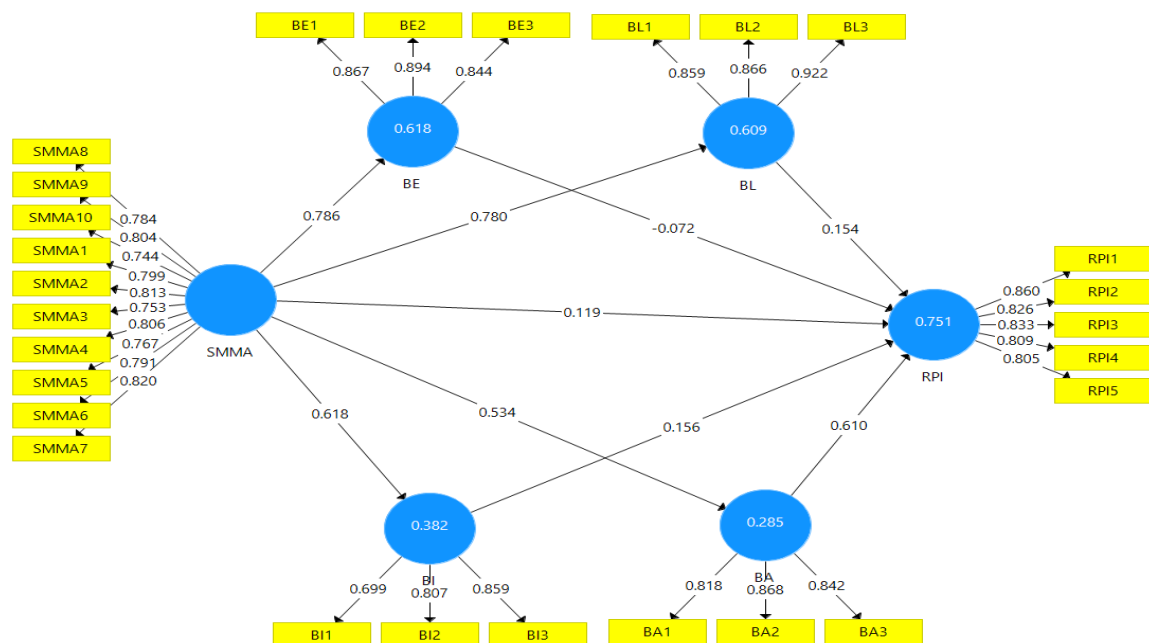 BE1 BE2 BE3
BL1 BL2 BL3
0.867 0.894 0.844
0.859 0.866 0.922
0.618
BE
0.609
BL
SMMA8
SMMA9
SMMA10
SMMA1
SMMA2
SMMA3
SMMA4
SMMA5
SMMA6
SMMA7
0.784
0.804
0.744
0.799
0.813
0.753
0.806
0.767
0.791
0.820
SMMA
0.786
0.780
-0.072
0.154
0.119
0.618
0.534
0.156
0.610
0.751
RPI
0.860
0.826
0.833
0.809
0.805
RPI1
RPI2
RPI3
RPI4
RPI5
0.382
BI
0.285
BA
0.699 0.807 0.859
0.818 0.868 0.842
BI1 BI2 BI3
BA1 BA2 BA3